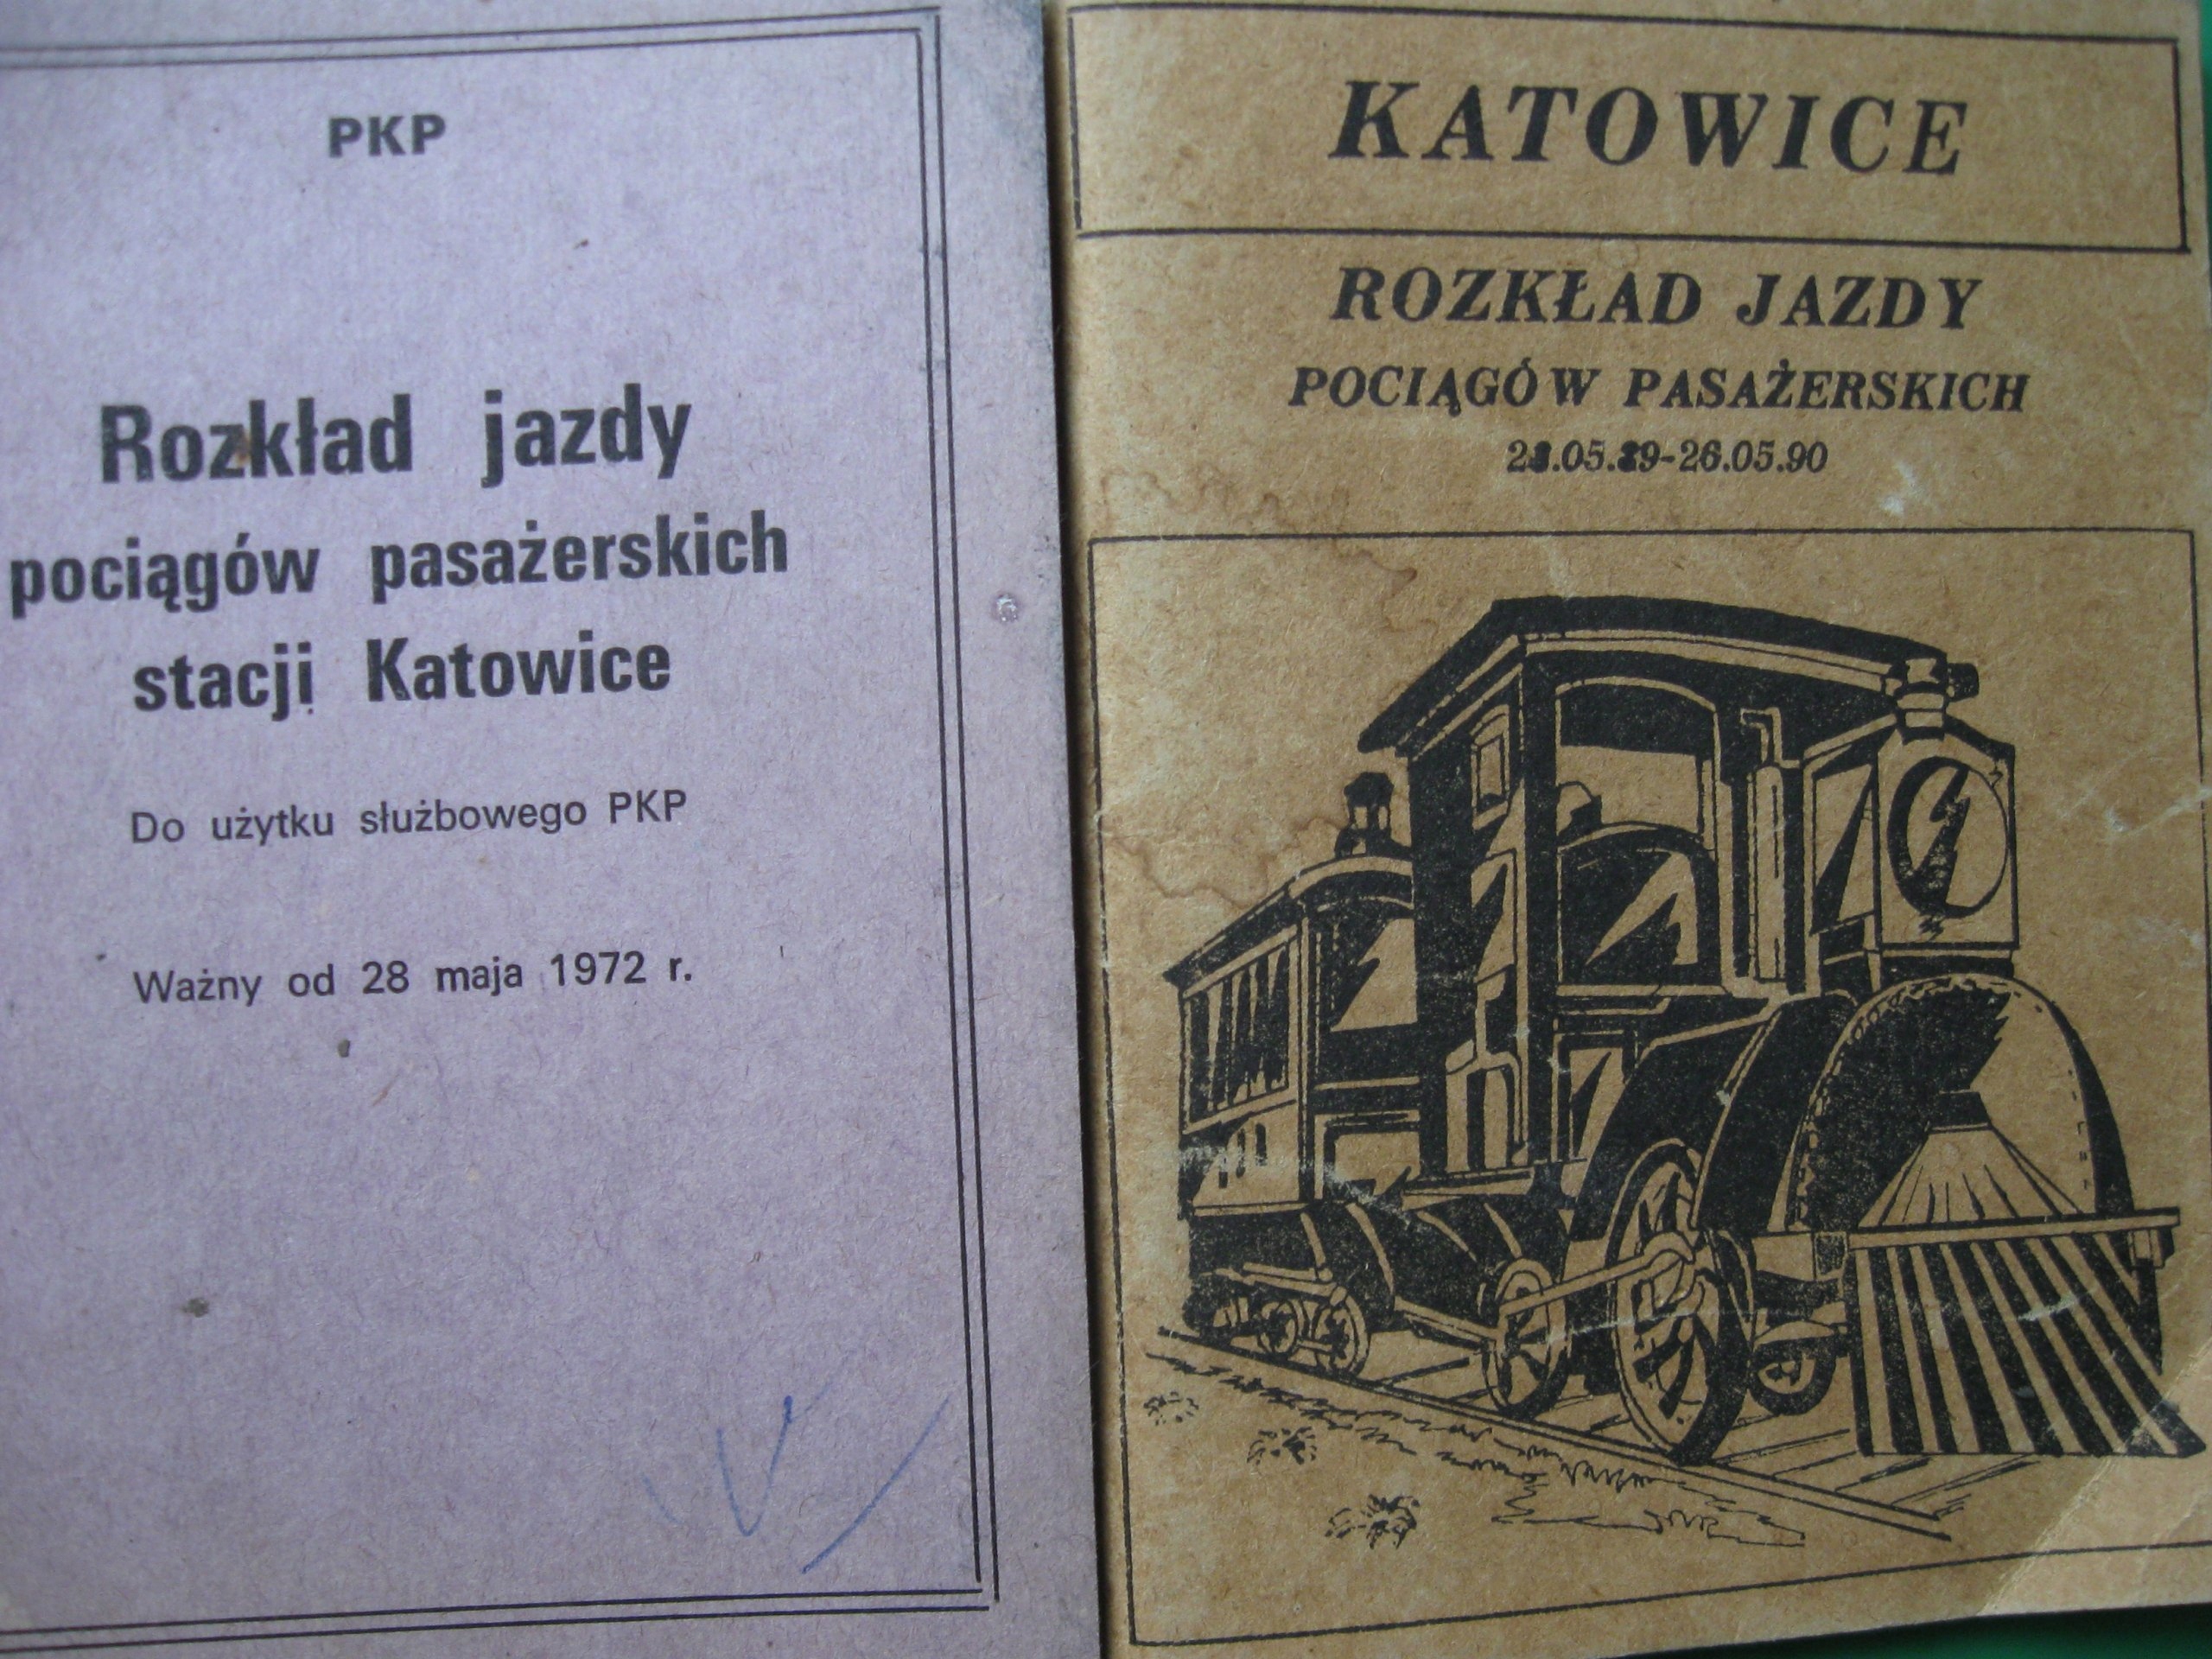 PKP
Rozkład jazdy
pociągów pasażerskich
stacji Katowice
Do użytku służbowego PKP
Ważny od 28 maja 1972 r.
KATOWICE
ROZKŁAD JAZDY
POCIĄGÓW PASAŻERSKICH
28.05.89-26.05.90